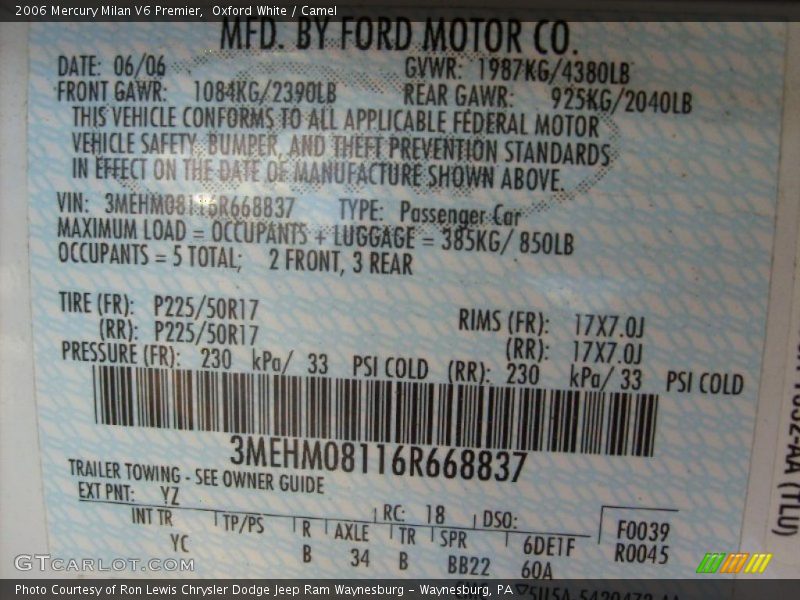 2006 Mercury Milan V6 Premier,  Oxford White / Camel
MFD. BY FORD MOTOR CO.
DATE: 06/06 GVWR: 1987KG/4380LB
FRONT GAWR: 1084KG/2390LB REAR GAWR: 925KG/2040LB
THIS VEHICLE CONFORMS TO ALL APPLICABLE FEDERAL MOTOR
VEHICLE SAFETY, BUMPER, AND THEFT PREVENTION STANDARDS
IN EFFECT ON THE DATE OF MANUFACTURE SHOWN ABOVE.
VIN: 3MEHM08116R668837 TYPE: Passenger Car
MAXIMUM LOAD = OCCUPANTS + LUGGAGE = 385KG/ 850LB
OCCUPANTS = 5 TOTAL; 2 FRONT, 3 REAR
TIRE (FR): P225/50R17 RIMS (FR): 17X7.0J
(RR): P225/50R17 (RR): 17X7.0J
PRESSURE (FR): 230 kPa/ 33 PSI COLD (RR): 230 kPa/ 33 PSI COLD
3MEHM08116R668837
TRAILER TOWING - SEE OWNER GUIDE
EXT PNT: YZ RC: 18 DSO: F0039
INT TR TP/PS R AXLE TR SPR 6DETF R0045
YC B 34 B BB22 60A
GTCARLOT.COM
Photo Courtesy of Ron Lewis Chrysler Dodge Jeep Ram Waynesburg - Waynesburg, PA